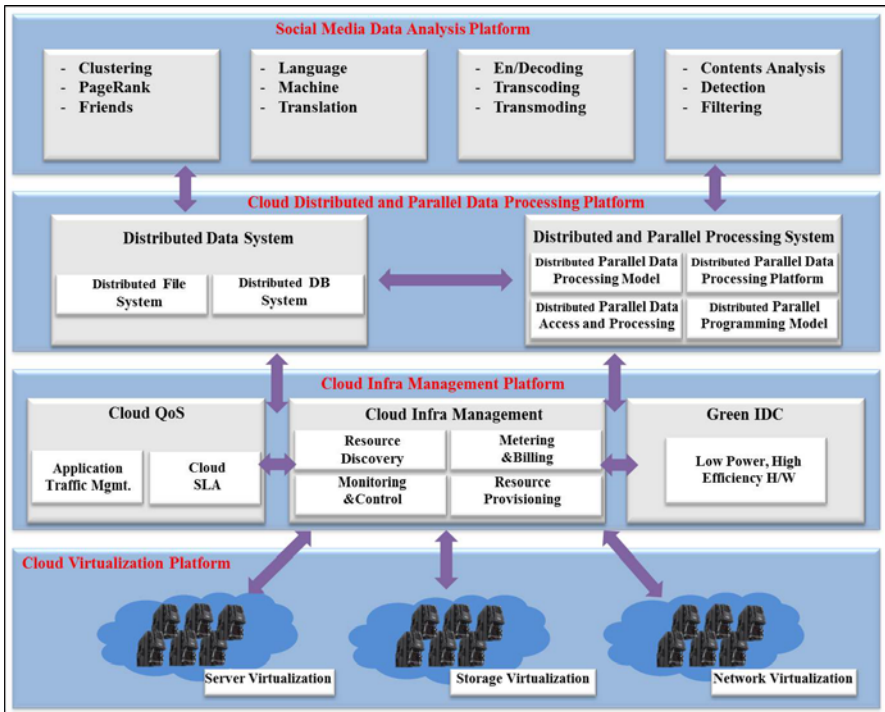 Social Media Data Analysis Platform
- Clustering
- PageRank
- Friends
- Language
- Machine
- Translation
- En/Decoding
- Transcoding
- Transmoding
- Contents Analysis
- Detection
- Filtering
Cloud Distributed and Parallel Data Processing Platform
Distributed Data System
Distributed File
System
Distributed DB
System
Distributed and Parallel Processing System
Distributed Parallel Data
Processing Model
Distributed Parallel Data
Processing Platform
Distributed Parallel Data
Access and Processing
Distributed Parallel
Programming Model
Cloud Infra Management Platform
Cloud QoS
Application
Traffic Mgmt.
Cloud
SLA
Cloud Infra Management
Resource
Discovery
Metering
&Billing
Monitoring
&Control
Resource
Provisioning
Green IDC
Low Power, High
Efficiency H/W
Cloud Virtualization Platform
Server Virtualization
Storage Virtualization
Network Virtualization